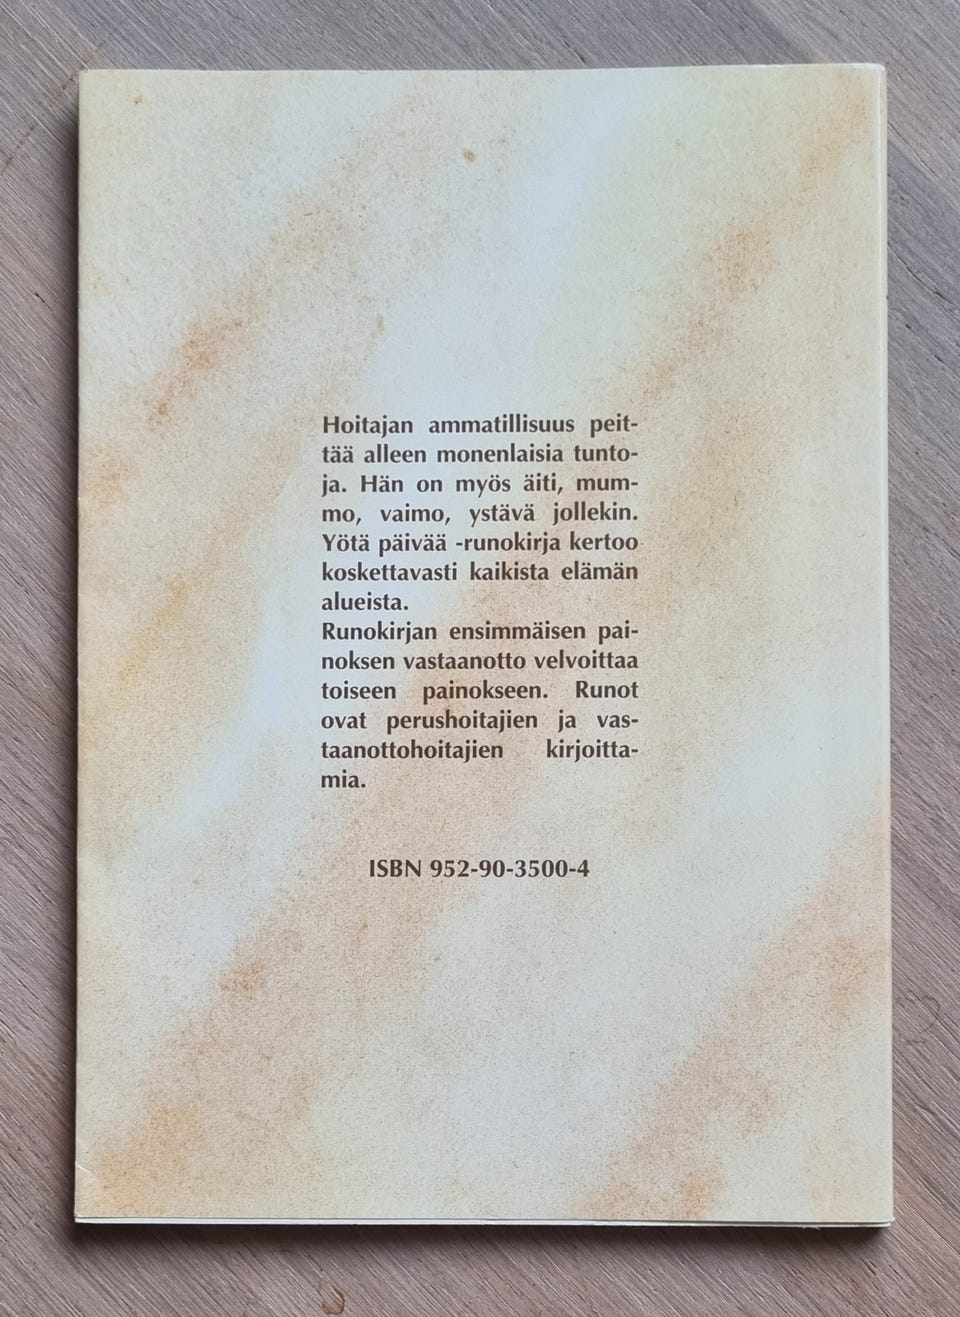 Hoitajan ammatillisuus peit-
tää alleen monenlaisia tunto-
ja. Hän on myös äiti, mum-
mo, vaimo, ystävä jollekin.
Yötä päivää -runokirja kertoo
koskettavasti kaikista elämän
alueista.
Runokirjan ensimmäisen pai-
noksen vastaanotto velvoittaa
toiseen painokseen. Runot
ovat perushoitajien ja vas-
taanottohoitajien kirjoitta-
mia.
ISBN 952-90-3500-4